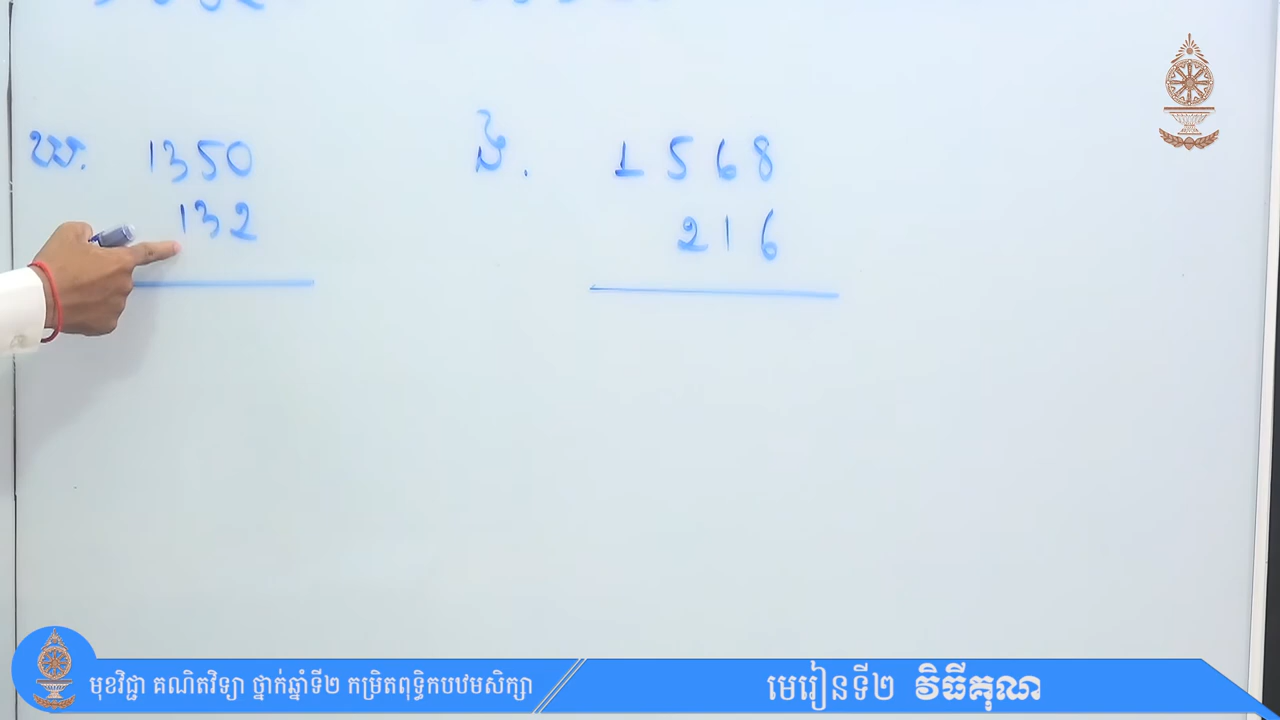 ឃ. 1350
132
ង. 1568
216
មុខវិជ្ជា គណិតវិទ្យា ថ្នាក់ឆ្នាំទី២ កម្រិតពុទ្ធិកបឋមសិក្សា
មេរៀនទី២ វិធីគុណ